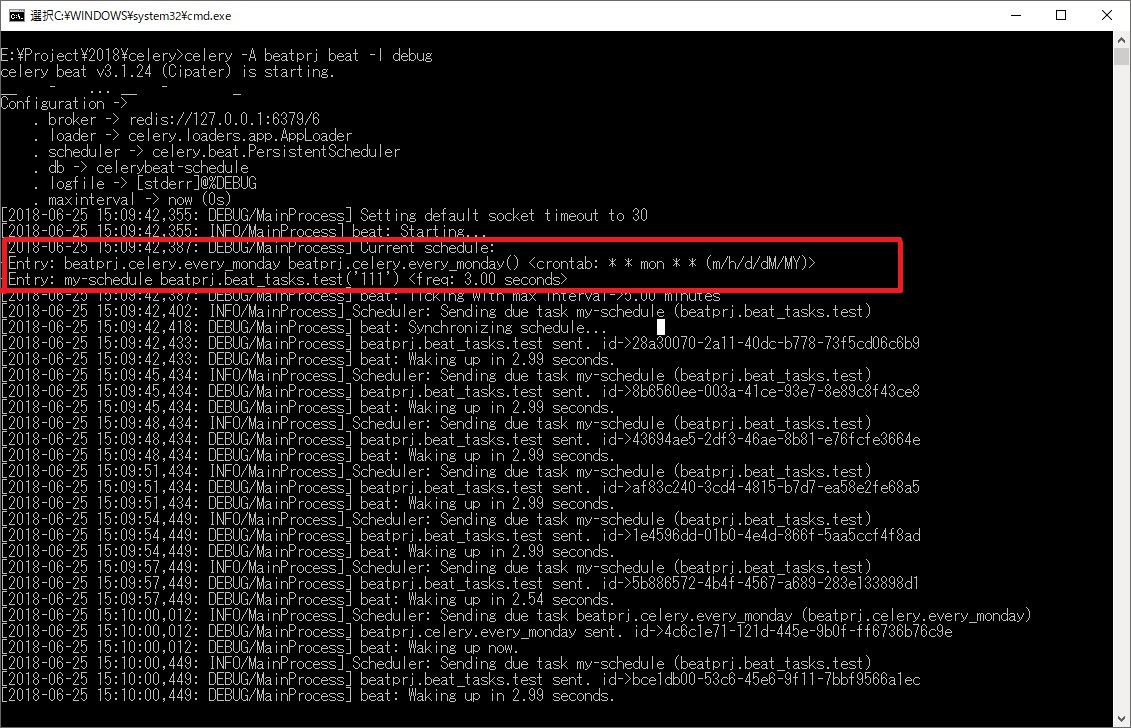 選択C:¥WINDOWS¥system32¥cmd.exe
E:¥Project¥2018¥celery>celery -A beatprj beat -l debug
celery beat v3.1.24 (Cipater) is starting.
__    -    ... __   -        _
Configuration ->
    . broker -> redis://127.0.0.1:6379/6
    . loader -> celery.loaders.app.AppLoader
    . scheduler -> celery.beat.PersistentScheduler
    . db -> celerybeat-schedule
    . logfile -> [stderr]@%DEBUG
    . maxinterval -> now (0s)
[2018-06-25 15:09:42,355: DEBUG/MainProcess] Setting default socket timeout to 30
[2018-06-25 15:09:42,355: INFO/MainProcess] beat: Starting...
[2018-06-25 15:09:42,387: DEBUG/MainProcess] Current schedule:
Entry: beatprj.celery.every_monday beatprj.celery.every_monday() <crontab: * * mon * * (m/h/d/dM/MY)>
Entry: my-schedule beatprj.beat_tasks.test('111') <freq: 3.00 seconds>
[2018-06-25 15:09:42,387: DEBUG/MainProcess] beat: Ticking with max interval->5.00 minutes
[2018-06-25 15:09:42,402: INFO/MainProcess] Scheduler: Sending due task my-schedule (beatprj.beat_tasks.test)
[2018-06-25 15:09:42,418: DEBUG/MainProcess] beat: Synchronizing schedule...
[2018-06-25 15:09:42,433: DEBUG/MainProcess] beatprj.beat_tasks.test sent. id->28a30070-2a11-40dc-b778-73f5cd06c6b9
[2018-06-25 15:09:42,433: DEBUG/MainProcess] beat: Waking up in 2.99 seconds.
[2018-06-25 15:09:45,434: INFO/MainProcess] Scheduler: Sending due task my-schedule (beatprj.beat_tasks.test)
[2018-06-25 15:09:45,434: DEBUG/MainProcess] beatprj.beat_tasks.test sent. id->8b6560ee-003a-41ce-93e7-8e89c8f43ce8
[2018-06-25 15:09:45,434: DEBUG/MainProcess] beat: Waking up in 2.99 seconds.
[2018-06-25 15:09:48,434: INFO/MainProcess] Scheduler: Sending due task my-schedule (beatprj.beat_tasks.test)
[2018-06-25 15:09:48,434: DEBUG/MainProcess] beatprj.beat_tasks.test sent. id->43694ae5-2df3-46ae-8b81-e76fcfe3664e
[2018-06-25 15:09:48,434: DEBUG/MainProcess] beat: Waking up in 2.99 seconds.
[2018-06-25 15:09:51,434: INFO/MainProcess] Scheduler: Sending due task my-schedule (beatprj.beat_tasks.test)
[2018-06-25 15:09:51,434: DEBUG/MainProcess] beatprj.beat_tasks.test sent. id->af83c240-3cd4-4815-b7d7-ea58e2fe68a5
[2018-06-25 15:09:51,434: DEBUG/MainProcess] beat: Waking up in 2.99 seconds.
[2018-06-25 15:09:54,449: INFO/MainProcess] Scheduler: Sending due task my-schedule (beatprj.beat_tasks.test)
[2018-06-25 15:09:54,449: DEBUG/MainProcess] beatprj.beat_tasks.test sent. id->1e4596dd-01b0-4e4d-866f-5aa5ccf4f8ad
[2018-06-25 15:09:54,449: DEBUG/MainProcess] beat: Waking up in 2.99 seconds.
[2018-06-25 15:09:57,449: INFO/MainProcess] Scheduler: Sending due task my-schedule (beatprj.beat_tasks.test)
[2018-06-25 15:09:57,449: DEBUG/MainProcess] beatprj.beat_tasks.test sent. id->5b886572-4b4f-4567-a689-283e133898d1
[2018-06-25 15:09:57,449: DEBUG/MainProcess] beat: Waking up in 2.54 seconds.
[2018-06-25 15:10:00,012: INFO/MainProcess] Scheduler: Sending due task beatprj.celery.every_monday (beatprj.celery.every_monday)
[2018-06-25 15:10:00,012: DEBUG/MainProcess] beatprj.celery.every_monday sent. id->4c6c1e71-121d-445e-9b0f-ff6736b76c9e
[2018-06-25 15:10:00,012: DEBUG/MainProcess] beat: Waking up now.
[2018-06-25 15:10:00,449: INFO/MainProcess] Scheduler: Sending due task my-schedule (beatprj.beat_tasks.test)
[2018-06-25 15:10:00,449: DEBUG/MainProcess] beatprj.beat_tasks.test sent. id->bce1db00-53c6-45e6-9f11-7bbf9566a1ec
[2018-06-25 15:10:00,449: DEBUG/MainProcess] beat: Waking up in 2.99 seconds.